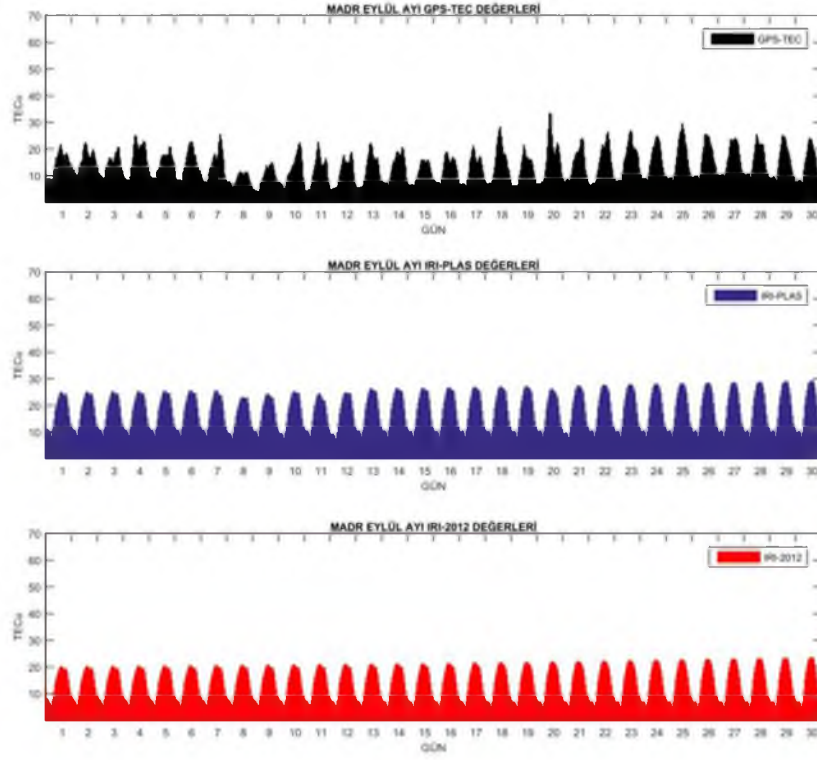 MADR EYLÜL AYI GPS-TEC DEĞERLERİ
70
60
50
40
30
20
10
TECu
GPS-TEC
1 2 3 4 5 6 7 8 9 10 11 12 13 14 15 16 17 18 19 20 21 22 23 24 25 26 27 28 29 30
GÜN
MADR EYLÜL AYI IRI-PLAS DEĞERLERİ
70
60
50
40
30
20
10
TECu
IRI-PLAS
1 2 3 4 5 6 7 8 9 10 11 12 13 14 15 16 17 18 19 20 21 22 23 24 25 26 27 28 29 30
GÜN
MADR EYLÜL AYI IRI-2012 DEĞERLERİ
70
60
50
40
30
20
10
TECu
IRI-2012
1 2 3 4 5 6 7 8 9 10 11 12 13 14 15 16 17 18 19 20 21 22 23 24 25 26 27 28 29 30
GÜN